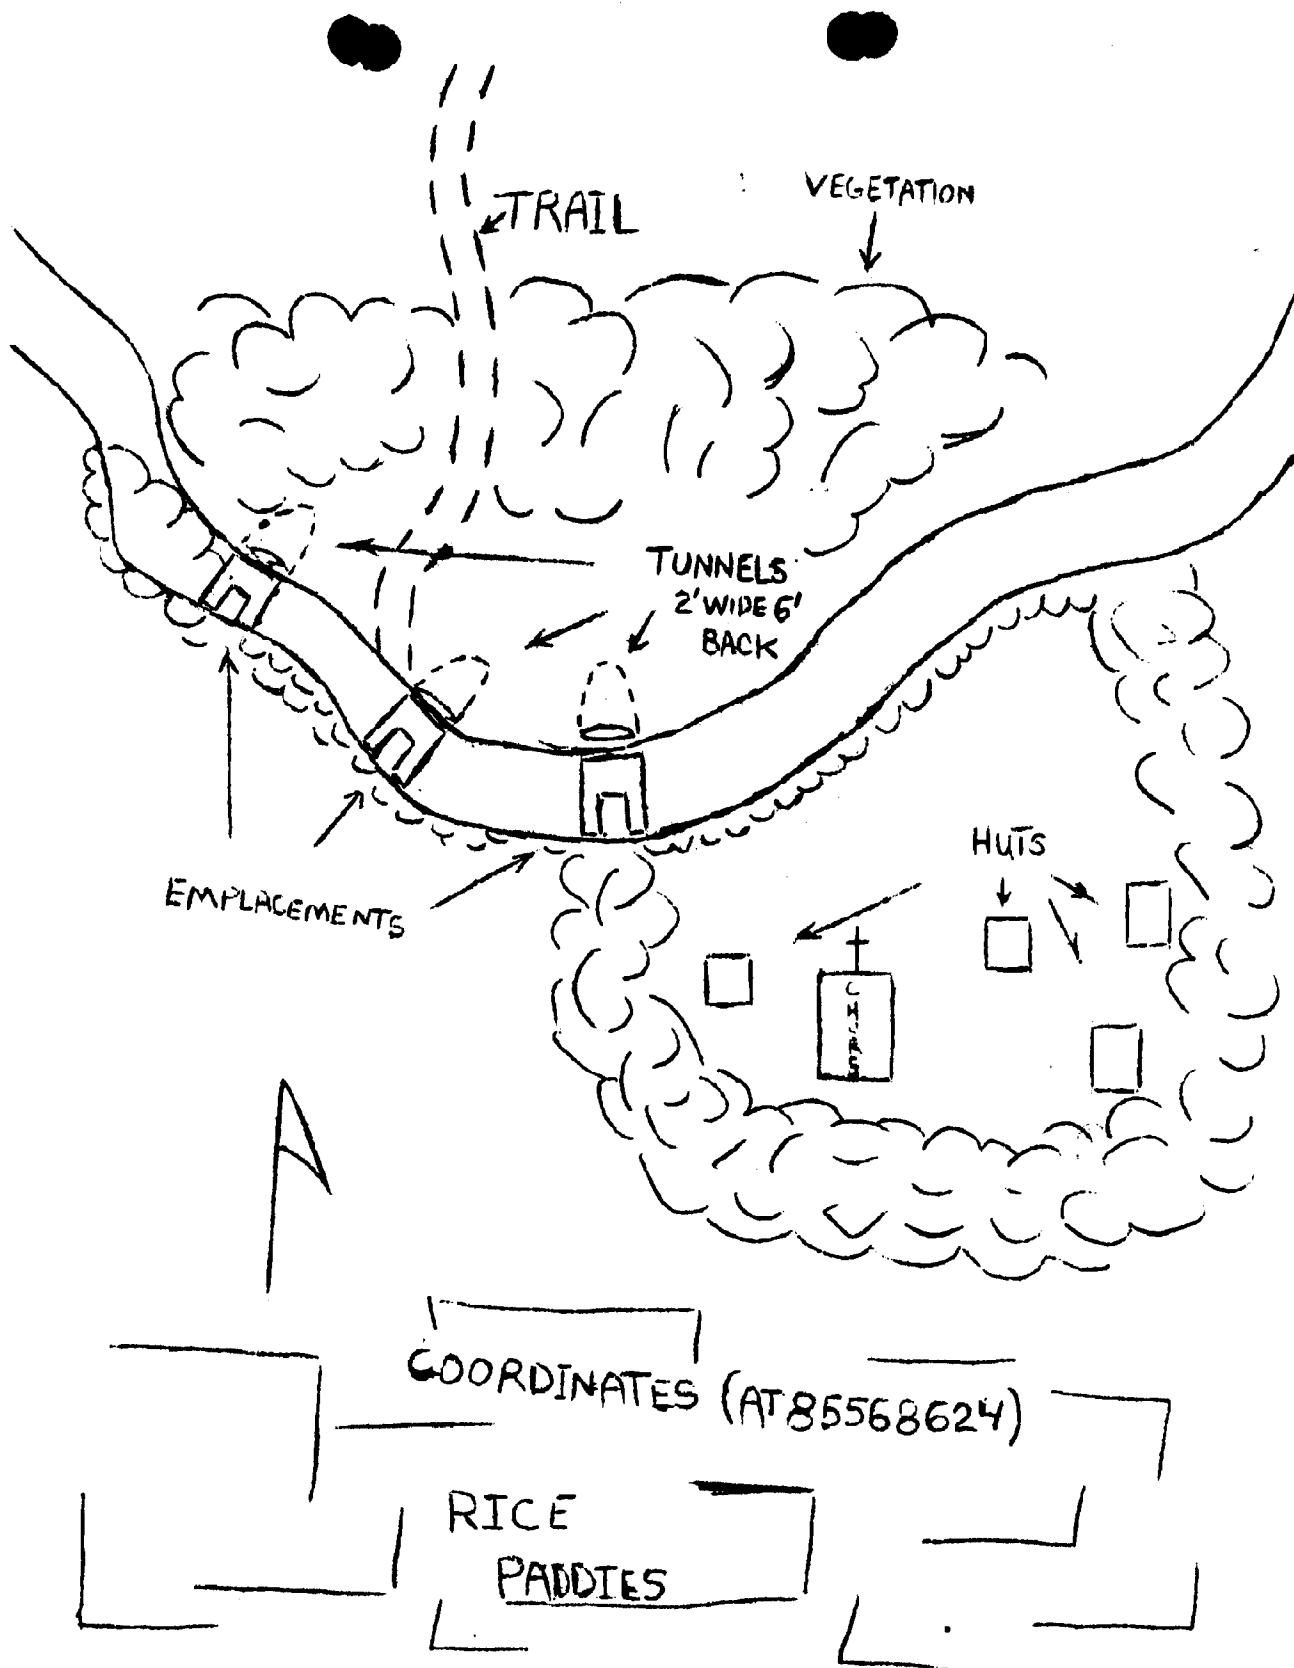 TRAIL
VEGETATION
TUNNELS
2' WIDE 6'
BACK
HUTS
EMPLACEMENTS
CHURCH
COORDINATES (AT85568624)
RICE
PADDIES